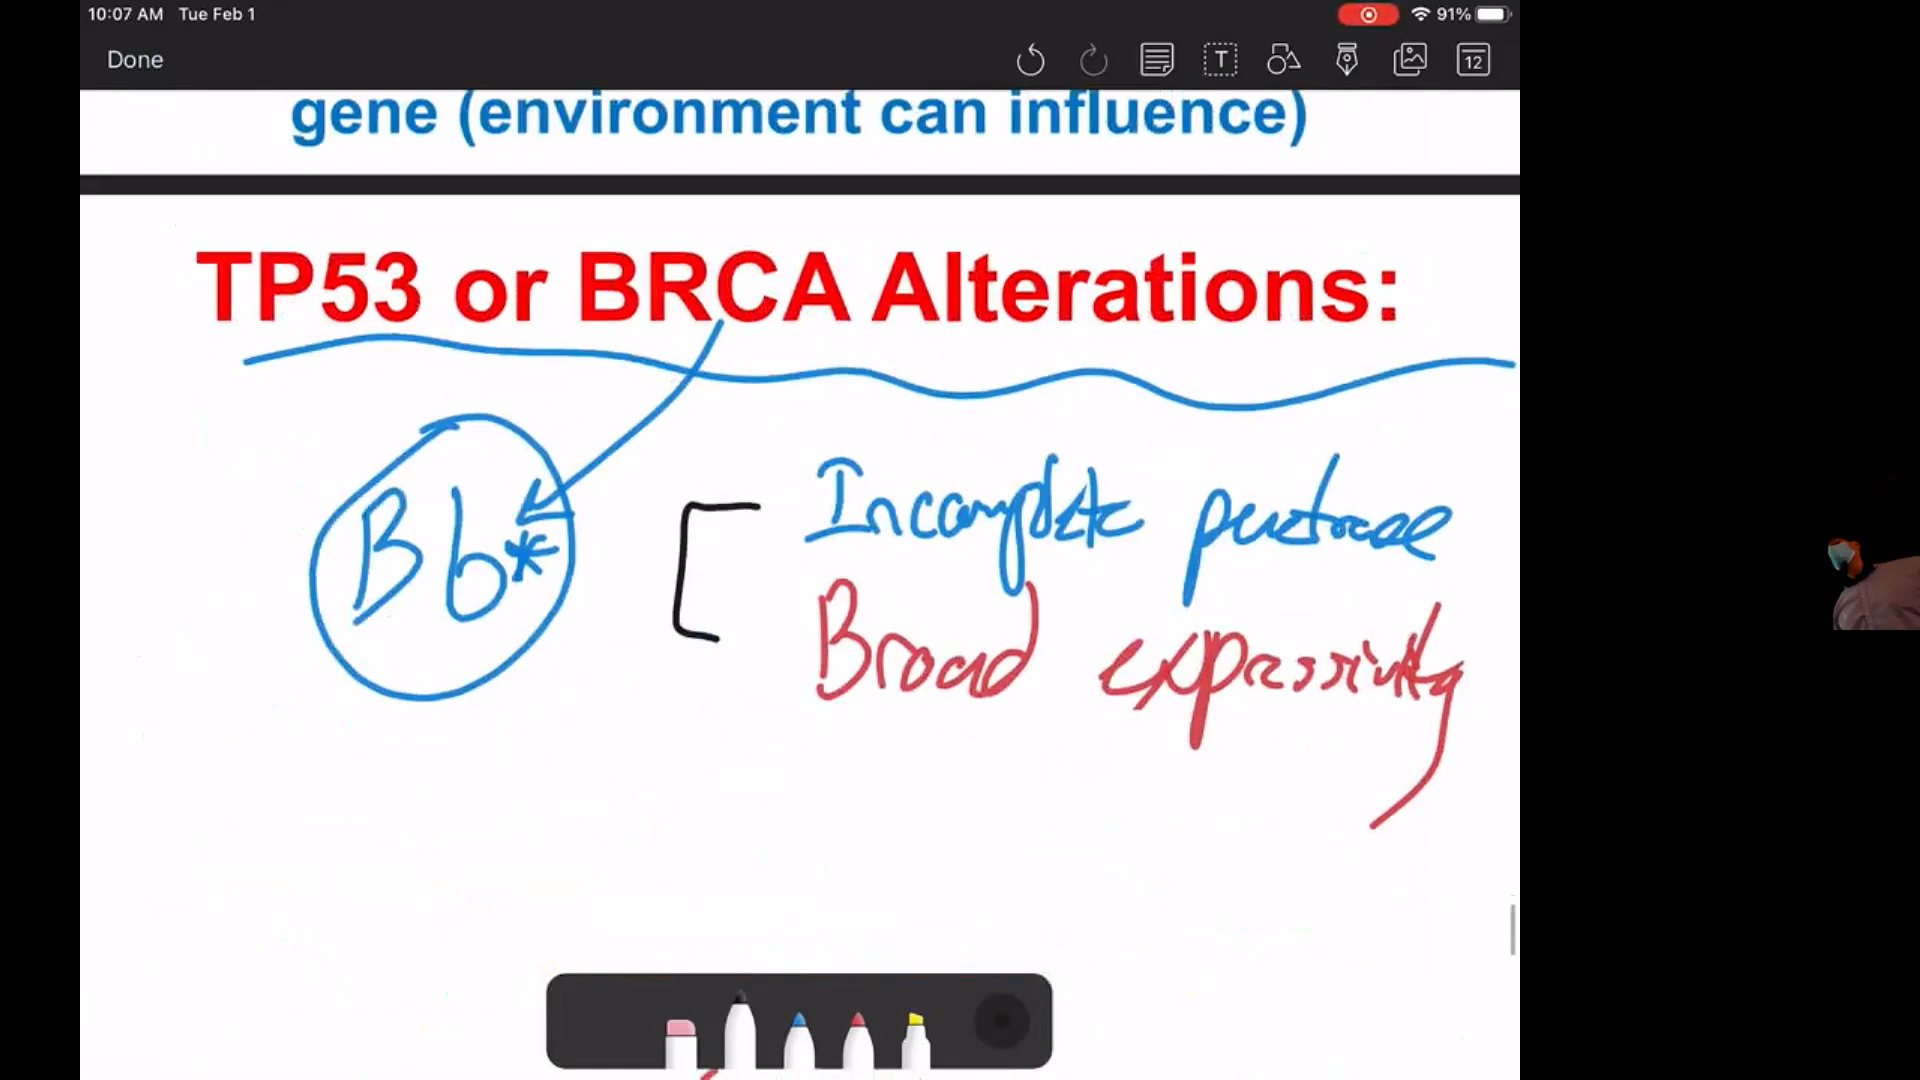 10:07 AM Tue Feb 1
91%
Done
T
12
gene (environment can influence)
TP53 or BRCA Alterations:
Bb*
Incomplete penetrance
Broad expressivity